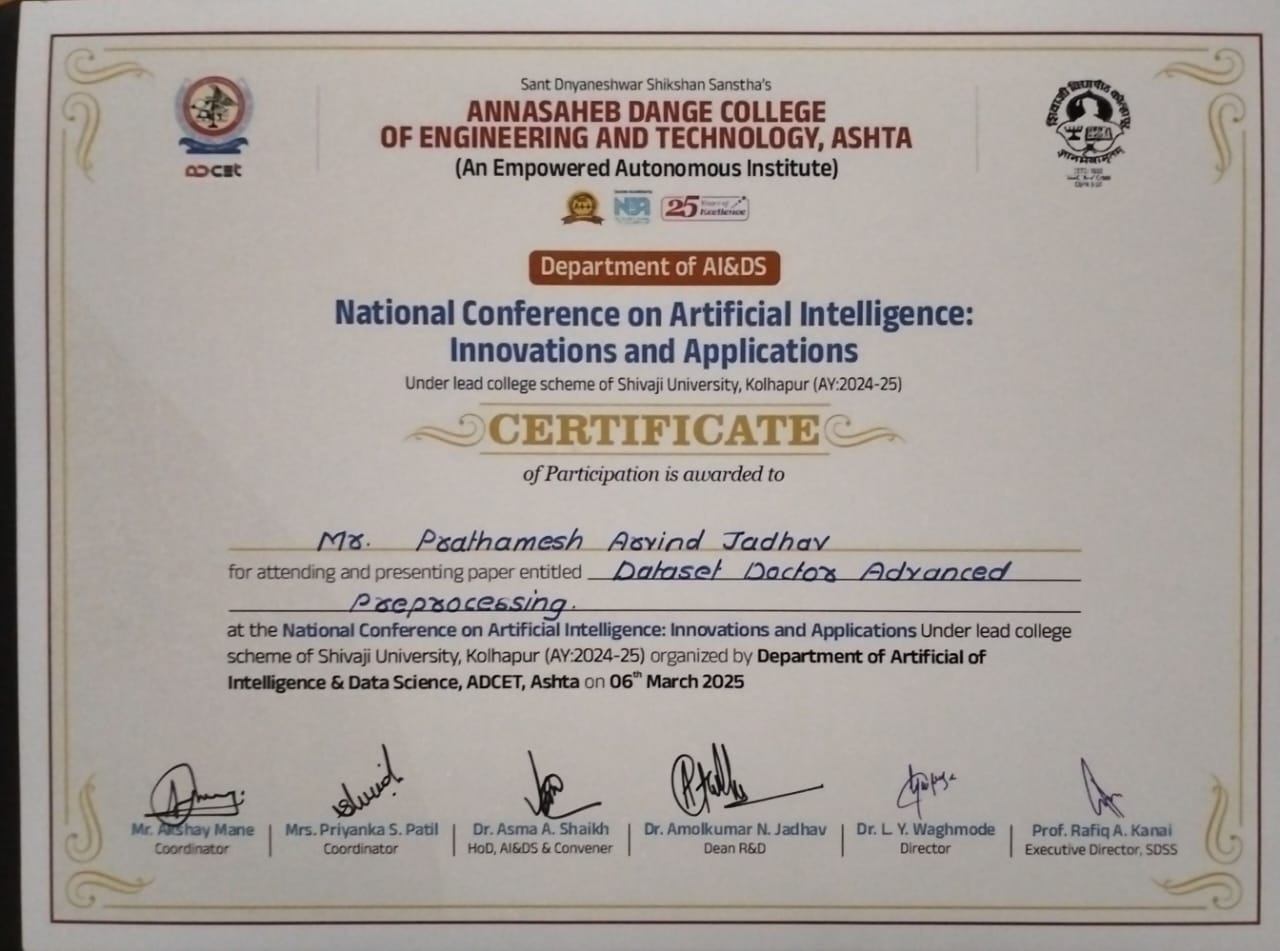 Sant Dnyaneshwar Shikshan Sanstha's
ANNASAHEB DANGE COLLEGE
OF ENGINEERING AND TECHNOLOGY, ASHTA
(An Empowered Autonomous Institute)
ADCET
शिवाजी विद्यापीठ कोल्हापूर
A++
NBA
25 Years of Excellence
Department of AI&DS
National Conference on Artificial Intelligence:
Innovations and Applications
Under lead college scheme of Shivaji University, Kolhapur (AY:2024-25)
CERTIFICATE
of Participation is awarded to
Mr. Prathamesh Arvind Jadhav
for attending and presenting paper entitled Dataset Doctor Advanced
Preprocessing.
at the National Conference on Artificial Intelligence: Innovations and Applications Under lead college
scheme of Shivaji University, Kolhapur (AY:2024-25) organized by Department of Artificial of
Intelligence & Data Science, ADCET, Ashta on 06th March 2025
Mr. Akshay Mane Mrs. Priyanka S. Patil Dr. Asma A. Shaikh Dr. Amolkumar N. Jadhav Dr. L. Y. Waghmode Prof. Rafiq A. Kanai
Coordinator Coordinator HoD, AI&DS & Convener Dean R&D Director Executive Director, SDSS